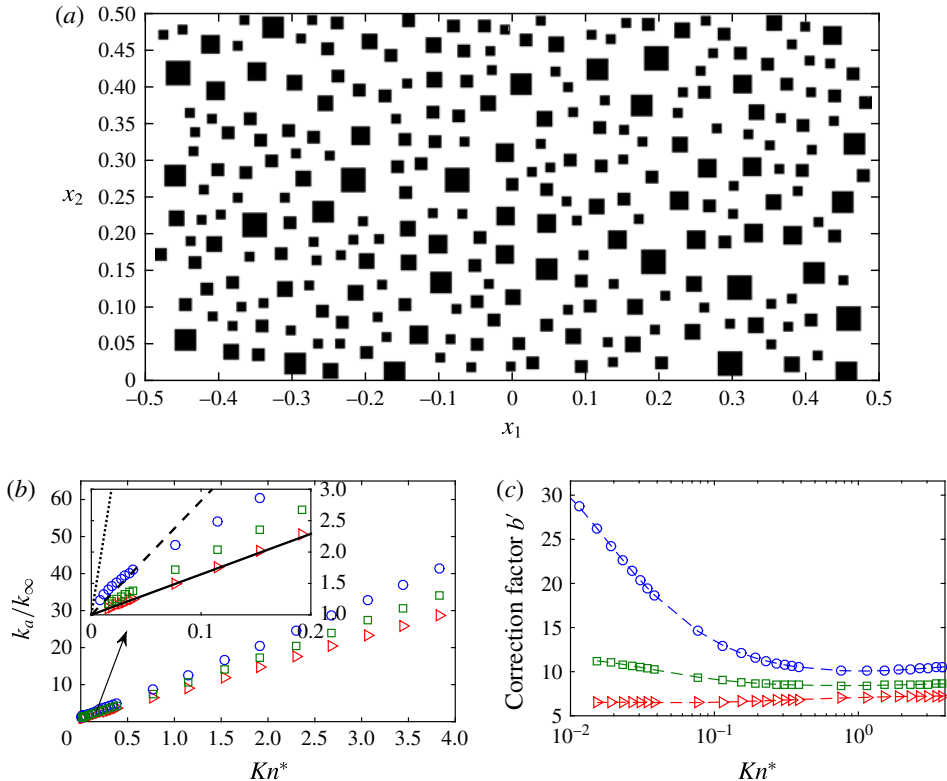 (a)
0.50
0.45
0.40
0.35
0.30
x₂ 0.25
0.20
0.15
0.10
0.05
0
–0.5 –0.4 –0.3 –0.2 –0.1 0 0.1 0.2 0.3 0.4 0.5
x₁
(b)
60
50
40
30
20
10
0
kₐ/k∞
3.0
2.5
2.0
1.5
1.0
0 0.1 0.2
0.5 1.0 1.5 2.0 2.5 3.0 3.5 4.0
Kn*
(c)
30
25
20
15
10
5
Correction factor b′
10⁻² 10⁻¹ 10⁰
Kn*